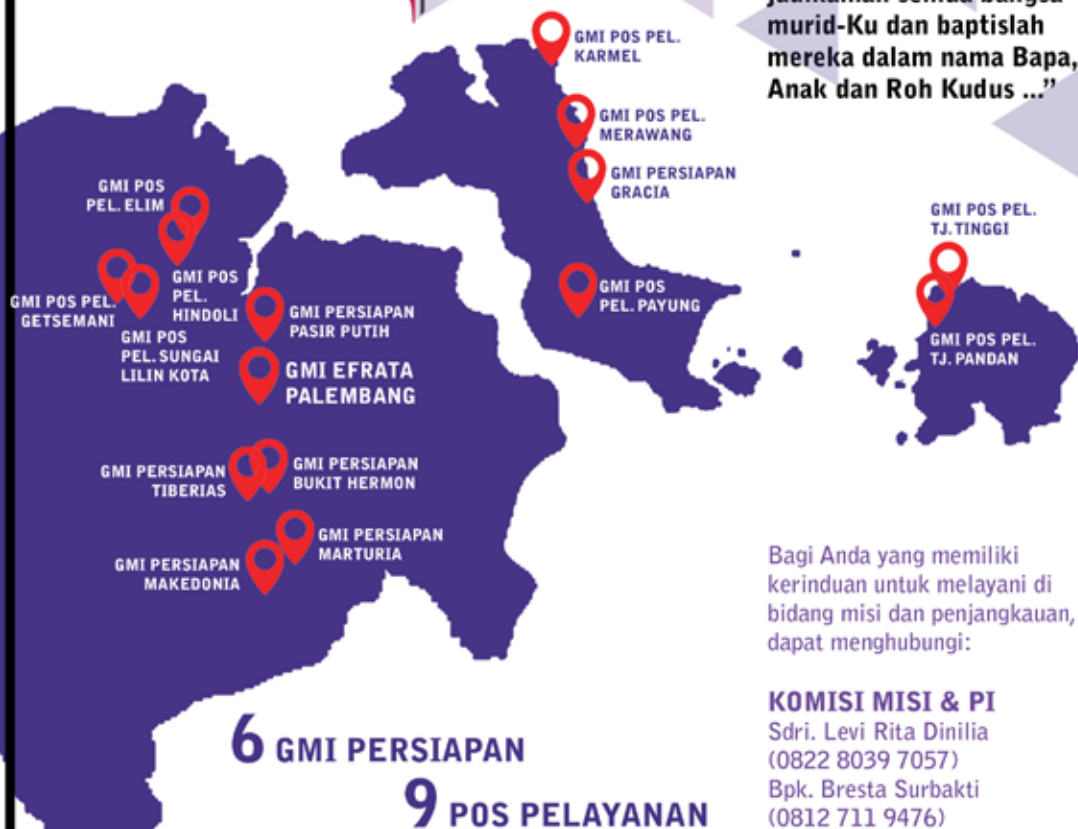 jadikanlah semua bangsa
murid-Ku dan baptislah
mereka dalam nama Bapa,
Anak dan Roh Kudus ..."
GMI POS PEL.
KARMEL
GMI POS PEL.
MERAWANG
GMI PERSIAPAN
GRACIA
GMI POS
PEL. PAYUNG
GMI POS PEL.
TJ. TINGGI
GMI POS PEL.
TJ. PANDAN
GMI POS
PEL. ELIM
GMI POS
PEL.
HINDOLI
GMI POS PEL.
GETSEMANI
GMI POS
PEL. SUNGAI
LILIN KOTA
GMI PERSIAPAN
PASIR PUTIH
GMI EFRATA
PALEMBANG
GMI PERSIAPAN
TIBERIAS
GMI PERSIAPAN
BUKIT HERMON
GMI PERSIAPAN
MARTURIA
GMI PERSIAPAN
MAKEDONIA
6 GMI PERSIAPAN
9 POS PELAYANAN
Bagi Anda yang memiliki
kerinduan untuk melayani di
bidang misi dan penjangkauan,
dapat menghubungi:
KOMISI MISI & PI
Sdri. Levi Rita Dinilia
(0822 8039 7057)
Bpk. Bresta Surbakti
(0812 711 9476)